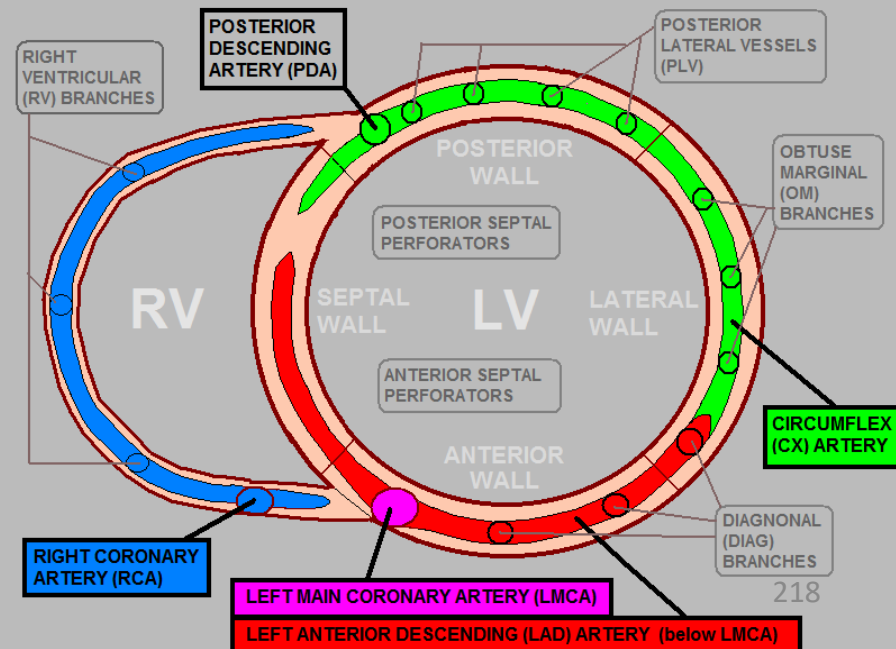 POSTERIOR
DESCENDING
ARTERY (PDA)
POSTERIOR
LATERAL VESSELS
(PLV)
RIGHT
VENTRICULAR
(RV) BRANCHES
OBTUSE
MARGINAL
(OM)
BRANCHES
POSTERIOR
WALL
POSTERIOR SEPTAL
PERFORATORS
RV
SEPTAL
WALL
LV
LATERAL
WALL
ANTERIOR SEPTAL
PERFORATORS
CIRCUMFLEX
(CX) ARTERY
ANTERIOR
WALL
DIAGNONAL
(DIAG)
BRANCHES
RIGHT CORONARY
ARTERY (RCA)
LEFT MAIN CORONARY ARTERY (LMCA)
218
LEFT ANTERIOR DESCENDING (LAD) ARTERY (below LMCA)